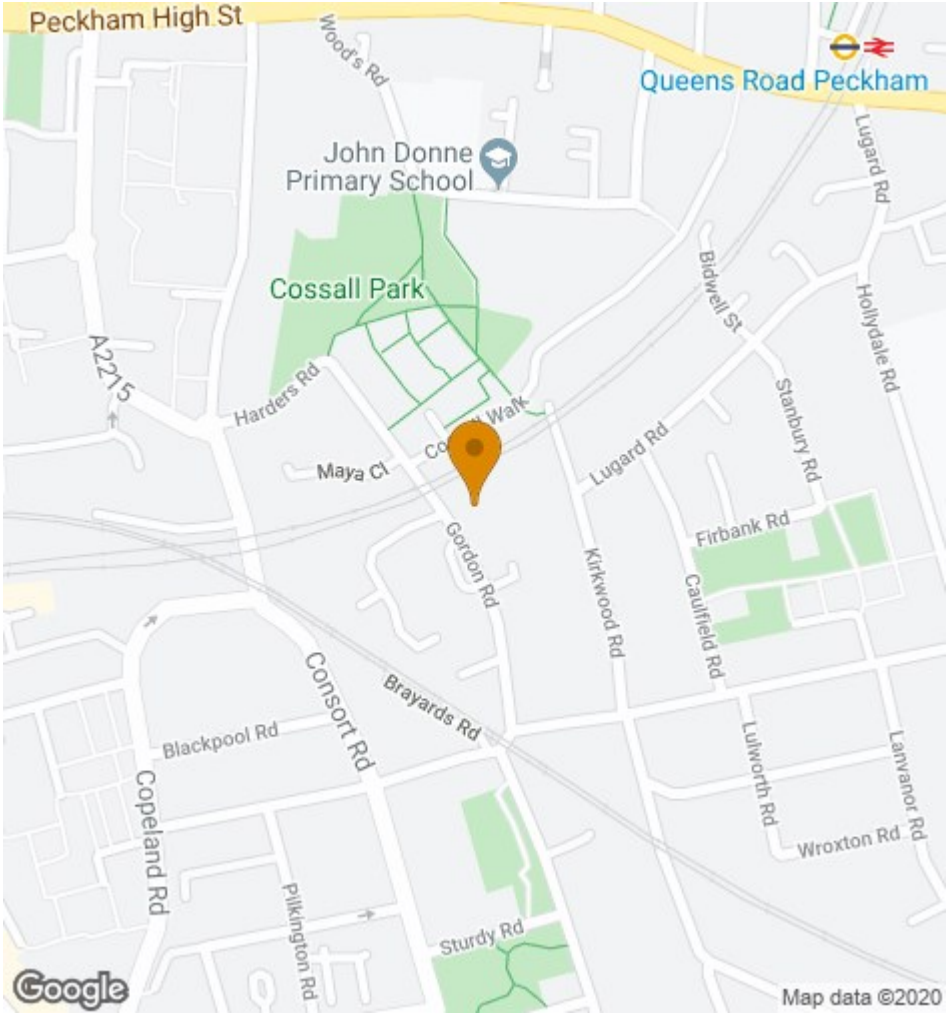 Peckham High St
Wood's Rd
Queens Road Peckham
Lugard Rd
John Donne
Primary School
Cossall Park
Bidwell St
Hollydale Rd
A2215
Harders Rd
Stanbury Rd
Maya Cl
Lugard Rd
Firbank Rd
Gordon Rd
Kirkwood Rd
Caulfield Rd
Consort Rd
Brayards Rd
Blackpool Rd
Copeland Rd
Lulworth Rd
Lanvanor Rd
Wroxton Rd
Pilkington Rd
Sturdy Rd
Google
Map data ©2020